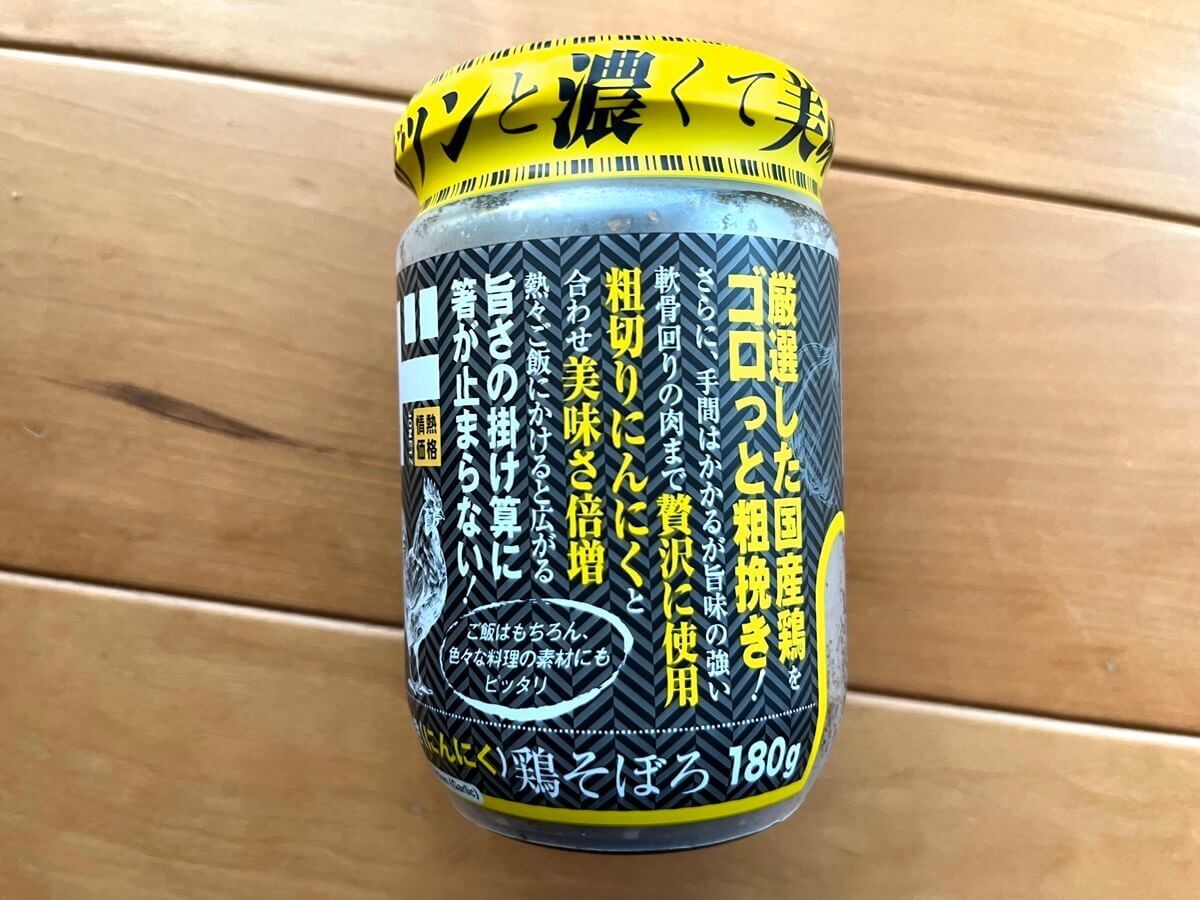 ツンと濃くて美味
厳選した国産鶏を
ゴロっと粗挽き!
さらに、手間はかかるが旨味の強い
軟骨回りの肉まで贅沢に使用
粗切りにんにくと
合わせ美味さ倍増
熱々ご飯にかけると広がる
旨さの掛け算に
箸が止まらない!
情熱
価格
ご飯はもちろん、
色々な料理の素材にも
ピッタリ
(にんにく)鶏そぼろ 180g
(Garlic)